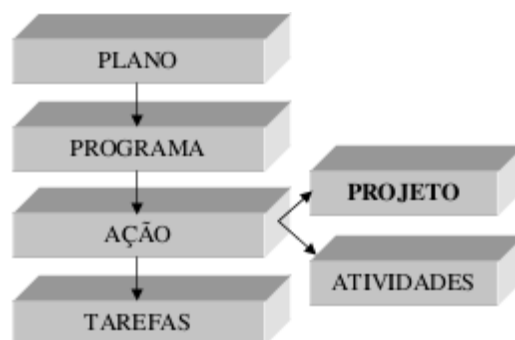 PLANO
PROGRAMA
AÇÃO
TAREFAS
PROJETO
ATIVIDADES